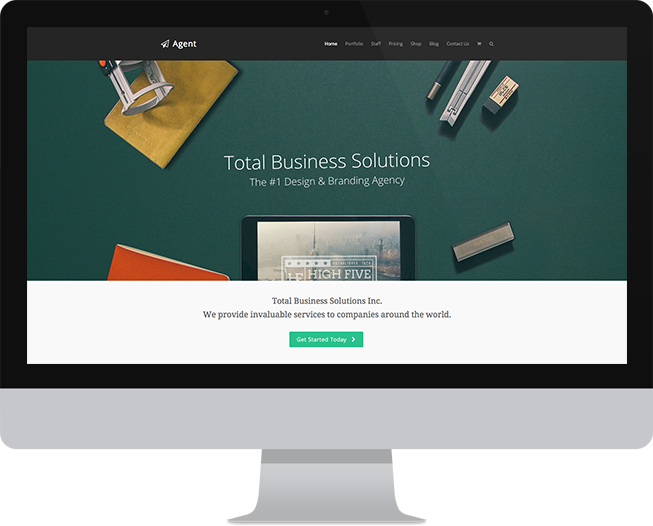 Agent
Home Portfolio Staff Pricing Shop Blog Contact Us
Total Business Solutions
The #1 Design & Branding Agency
ESTABLISHED
HIGH FIVE
Total Business Solutions Inc.
We provide invaluable services to companies around the world.
Get Started Today